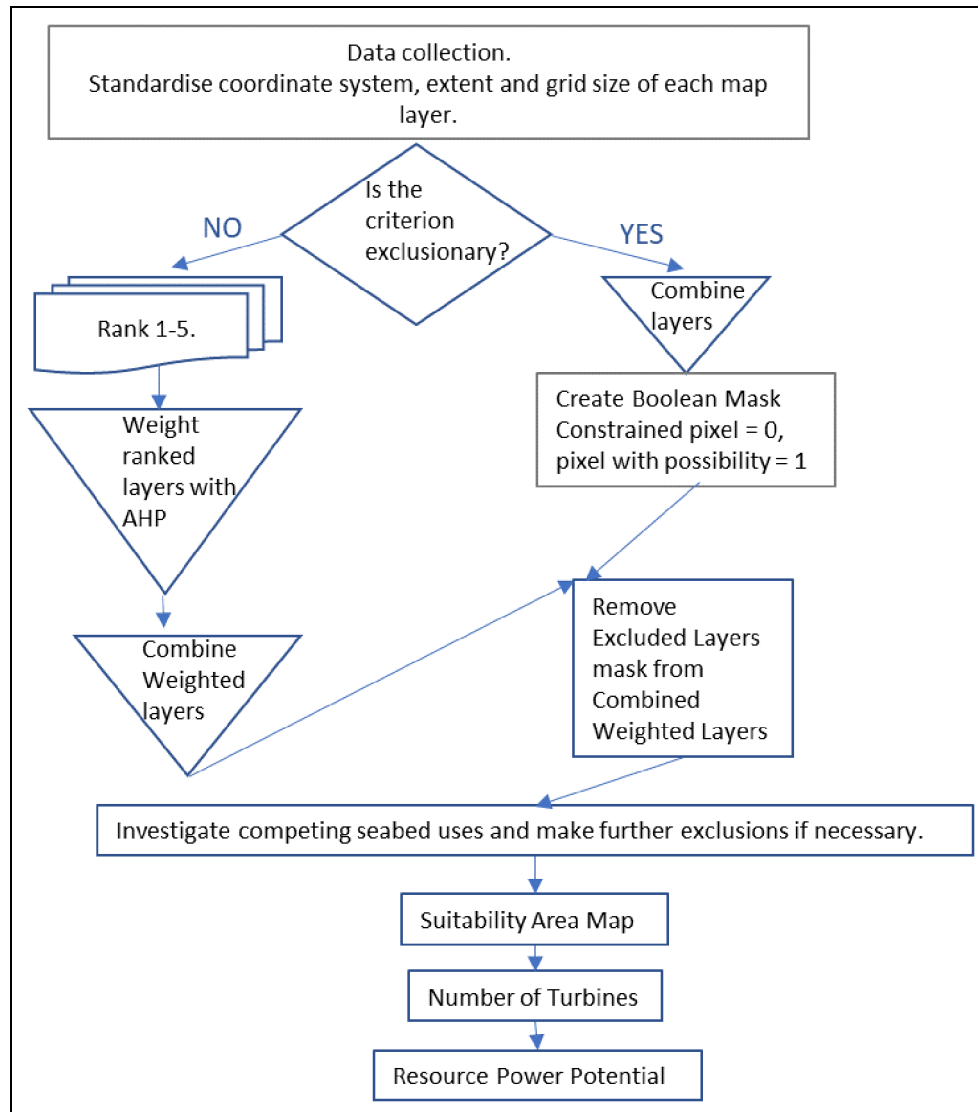 Data collection.
Standardise coordinate system, extent and grid size of each map
layer.
Is the
criterion
exclusionary?
NO
YES
Rank 1-5.
Combine
layers
Create Boolean Mask
Constrained pixel = 0,
pixel with possibility = 1
Weight
ranked
layers with
AHP
Combine
Weighted
layers
Remove
Excluded Layers
mask from
Combined
Weighted Layers
Investigate competing seabed uses and make further exclusions if necessary.
Suitability Area Map
Number of Turbines
Resource Power Potential